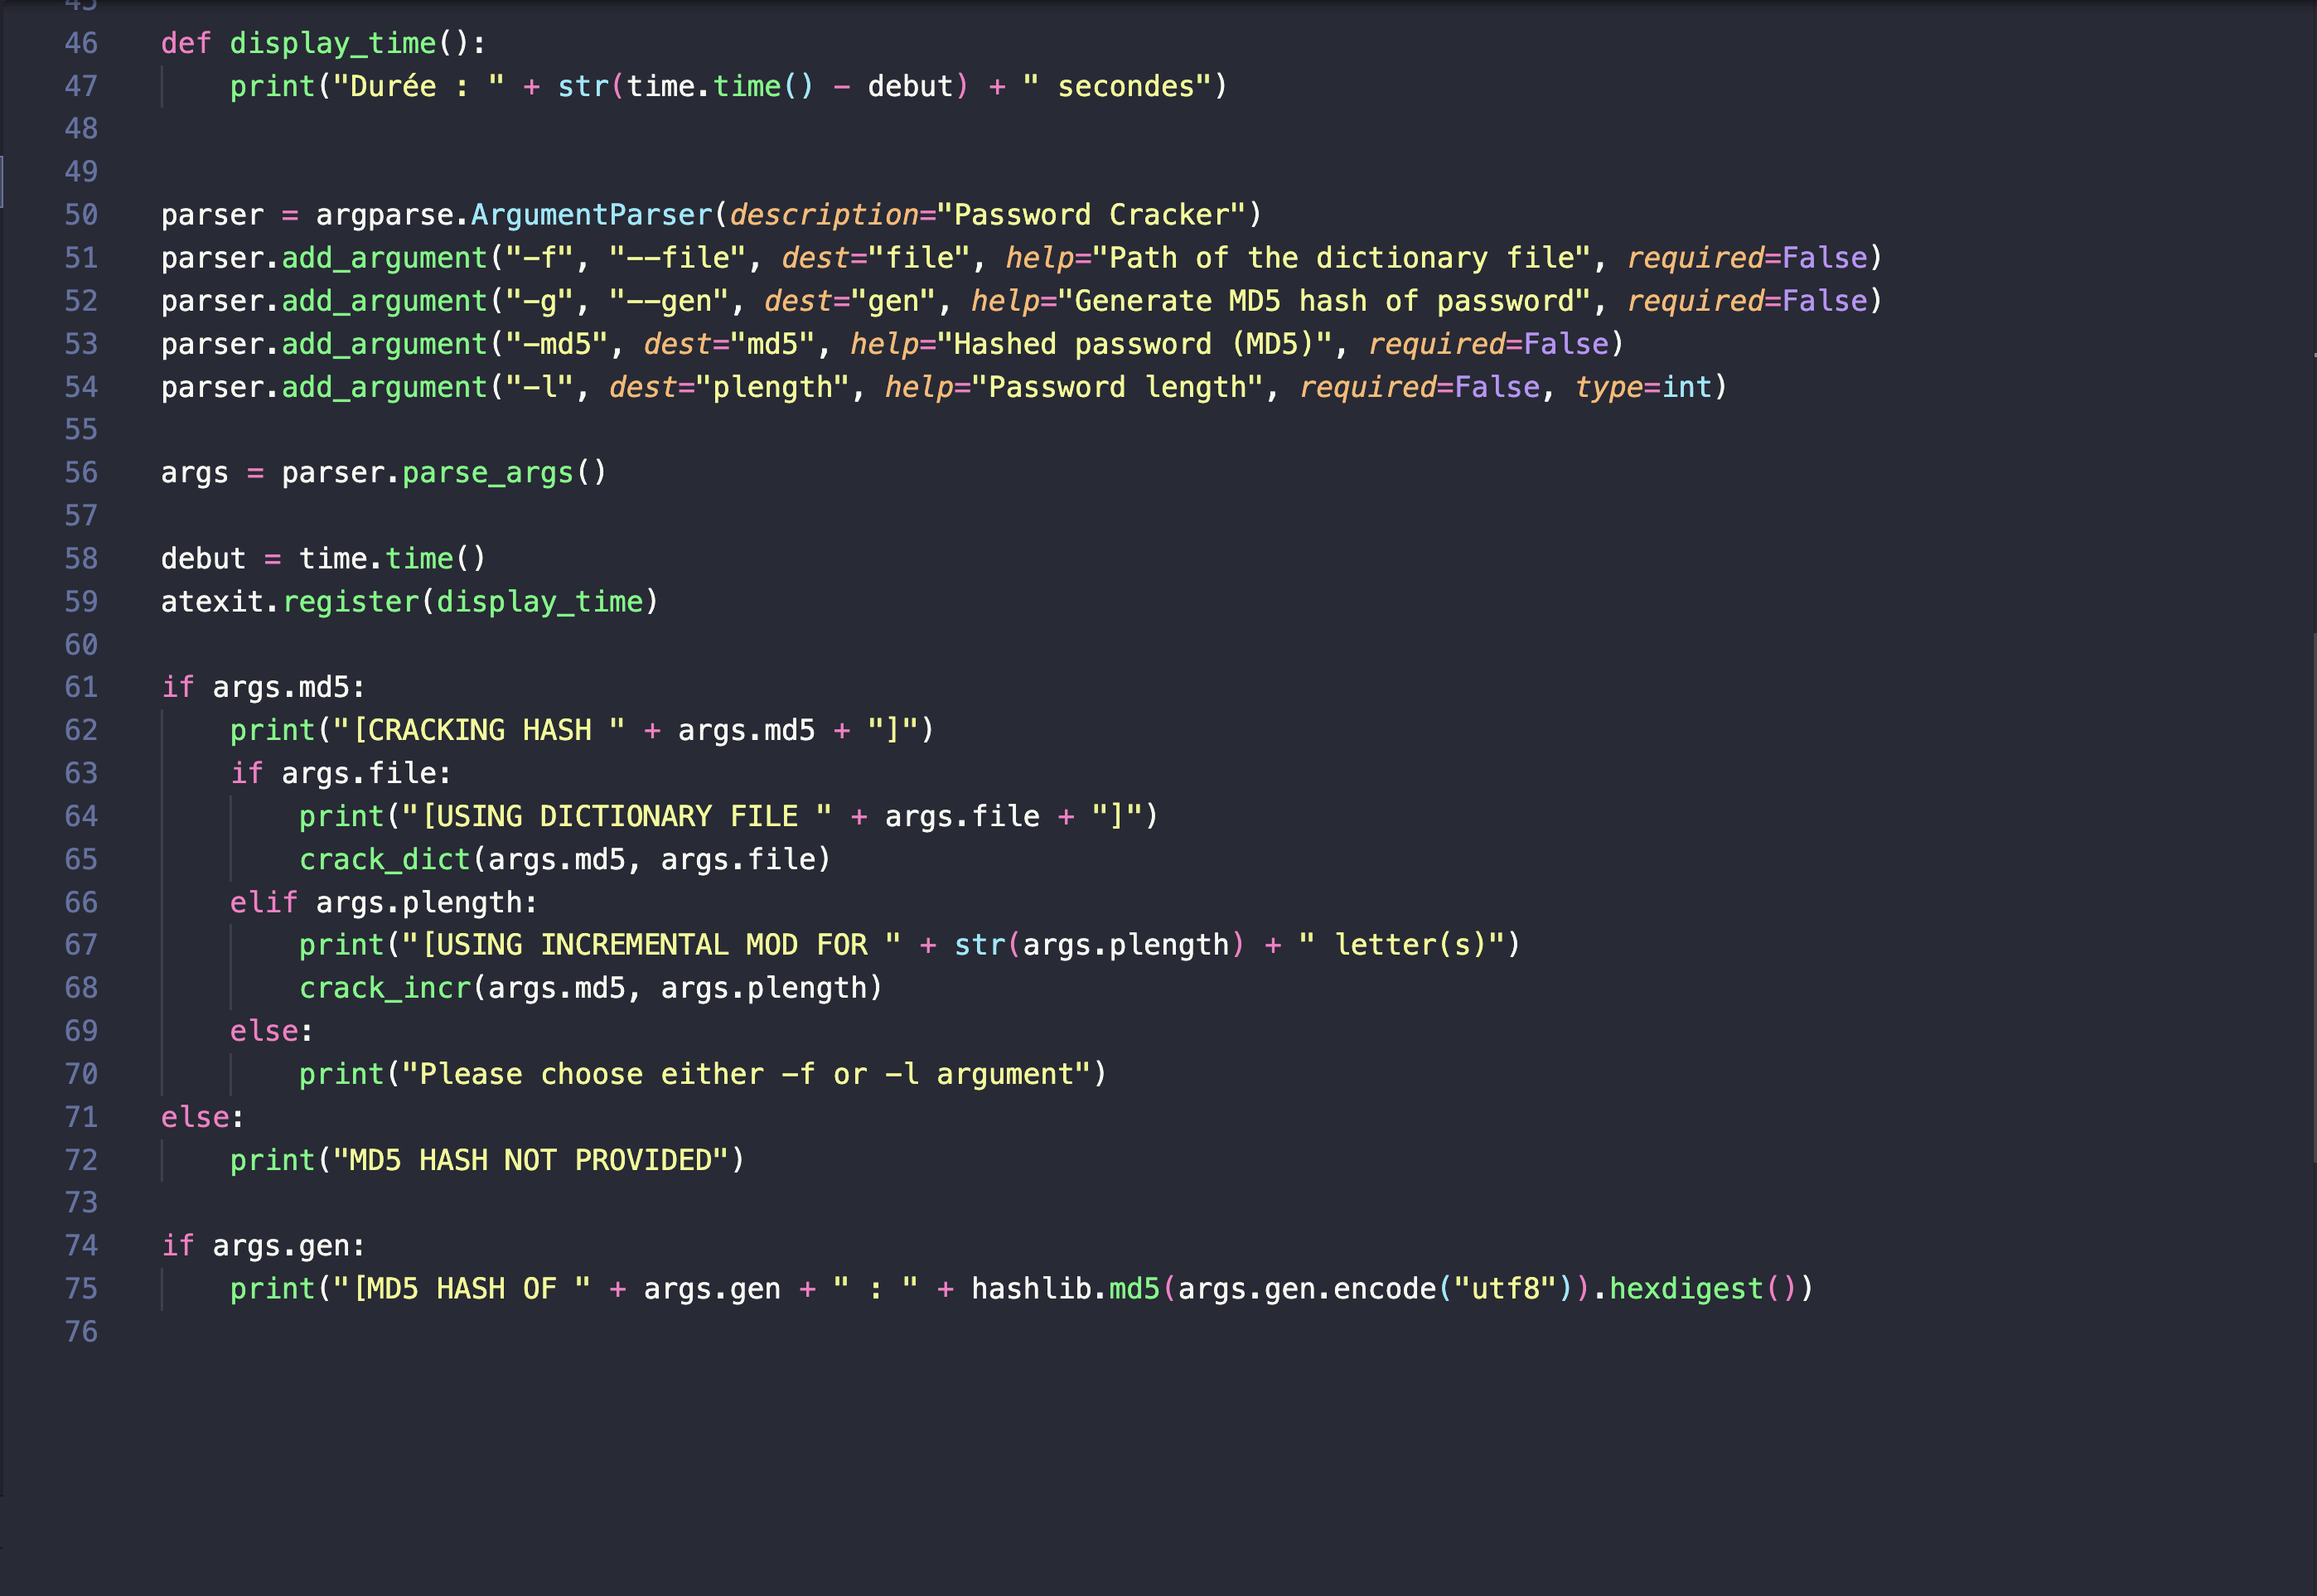 45
46 def display_time():
47     print("Durée : " + str(time.time() - debut) + " secondes")
48
49
50 parser = argparse.ArgumentParser(description="Password Cracker")
51 parser.add_argument("-f", "--file", dest="file", help="Path of the dictionary file", required=False)
52 parser.add_argument("-g", "--gen", dest="gen", help="Generate MD5 hash of password", required=False)
53 parser.add_argument("-md5", dest="md5", help="Hashed password (MD5)", required=False)
54 parser.add_argument("-l", dest="plength", help="Password length", required=False, type=int)
55
56 args = parser.parse_args()
57
58 debut = time.time()
59 atexit.register(display_time)
60
61 if args.md5:
62     print("[CRACKING HASH " + args.md5 + "]")
63     if args.file:
64         print("[USING DICTIONARY FILE " + args.file + "]")
65         crack_dict(args.md5, args.file)
66     elif args.plength:
67         print("[USING INCREMENTAL MOD FOR " + str(args.plength) + " letter(s)")
68         crack_incr(args.md5, args.plength)
69     else:
70         print("Please choose either -f or -l argument")
71 else:
72     print("MD5 HASH NOT PROVIDED")
73
74 if args.gen:
75     print("[MD5 HASH OF " + args.gen + " : " + hashlib.md5(args.gen.encode("utf8")).hexdigest())
76